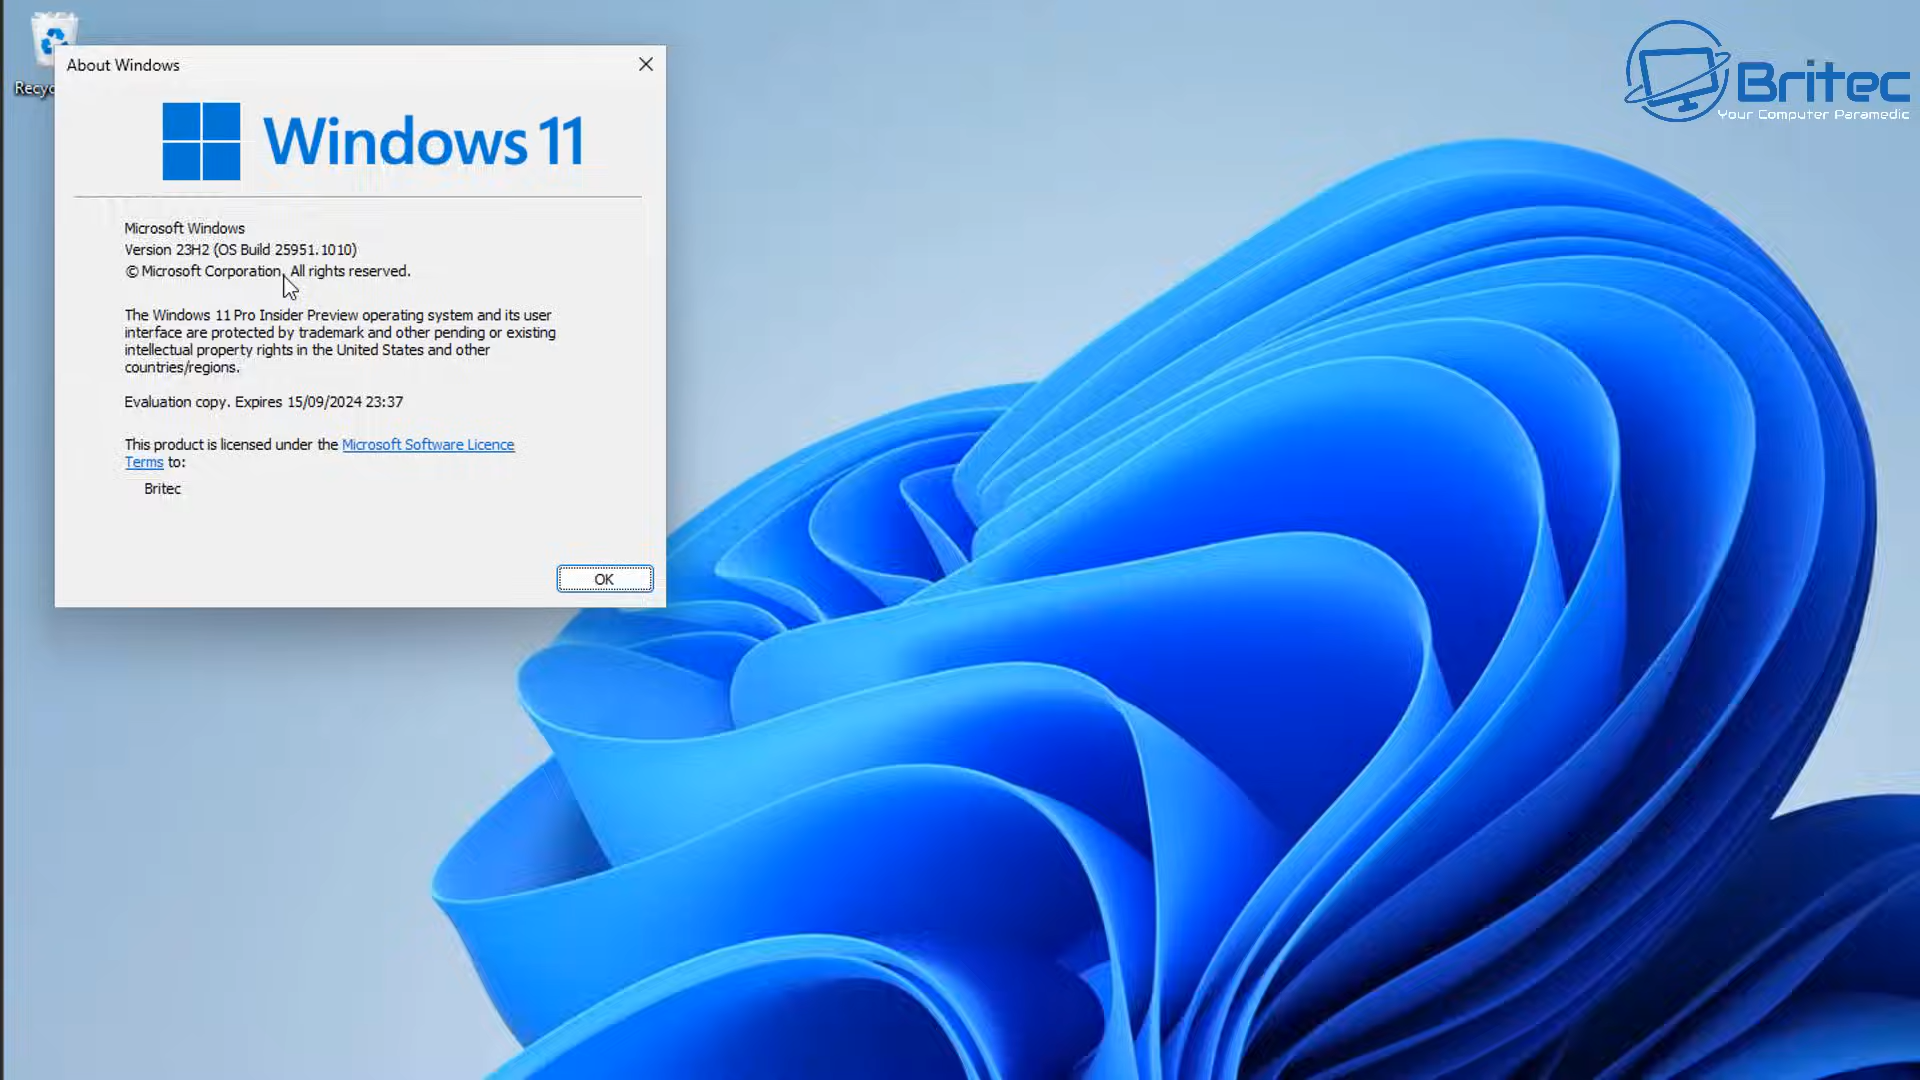 Recyc
About Windows
Windows 11
Microsoft Windows
Version 23H2 (OS Build 25951.1010)
© Microsoft Corporation. All rights reserved.
The Windows 11 Pro Insider Preview operating system and its user
interface are protected by trademark and other pending or existing
intellectual property rights in the United States and other
countries/regions.
Evaluation copy. Expires 15/09/2024 23:37
This product is licensed under the Microsoft Software Licence
Terms to:
Britec
OK
Britec
Your Computer Paramedic